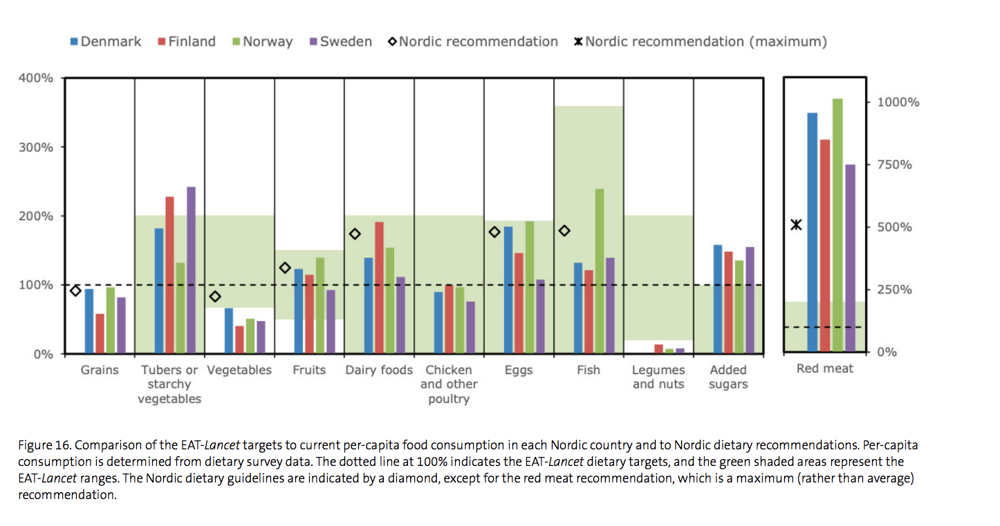 Denmark Finland Norway Sweden Nordic recommendation Nordic recommendation (maximum)
400%
300%
200%
100%
0%
1000%
750%
500%
250%
0%
Grains
Tubers or
starchy
vegetables
Vegetables
Fruits
Dairy foods
Chicken
and other
poultry
Eggs
Fish
Legumes
and nuts
Added
sugars
Red meat
Figure 16. Comparison of the EAT-Lancet targets to current per-capita food consumption in each Nordic country and to Nordic dietary recommendations. Per-capita
consumption is determined from dietary survey data. The dotted line at 100% indicates the EAT-Lancet dietary targets, and the green shaded areas represent the
EAT-Lancet ranges. The Nordic dietary guidelines are indicated by a diamond, except for the red meat recommendation, which is a maximum (rather than average)
recommendation.